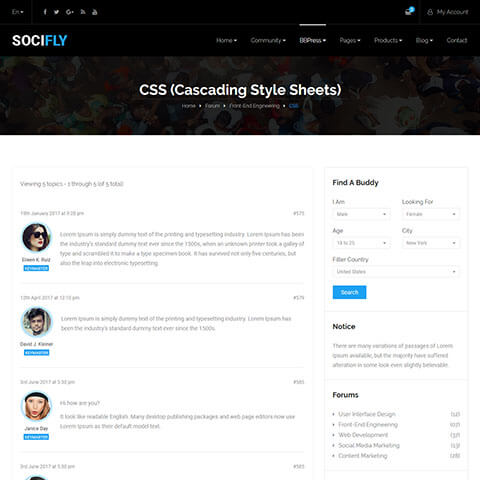 En
My Account
SOCIFLY
Home
Community
BBPress
Pages
Products
Blog
Contact
CSS (Cascading Style Sheets)
Home
Forum
Front-End Engineering
CSS
Viewing 5 topics - 1 through 5 (of 5 total)
19th January 2017 at 9:28 pm
#575
Lorem Ipsum is simply dummy text of the printing and typesetting industry. Lorem Ipsum has
been the industry's standard dummy text ever since the 1500s, when an unknown printer took a galley of
type and scrambled it to make a type specimen book. It has survived not only five centuries, but
also the leap into electronic typesetting.
Eileen K. Ruiz
KEYMASTER
12th April 2017 at 12:10 pm
#579
Lorem Ipsum is simply dummy text of the printing and typesetting industry. Lorem Ipsum has
been the industry's standard dummy text ever since the 1500s.
David J. Kleiner
KEYMASTER
3rd June 2017 at 5:30 pm
#585
Hi how are you?
It look like readable English. Many desktop publishing packages and web page editors now use
Lorem Ipsum as their default model text.
Janice Day
KEYMASTER
3rd June 2017 at 5:30 pm
#585
Find A Buddy
I Am
Looking For
Male
Female
Age
City
18 to 25
New York
Filter Country
United States
Search
Notice
There are many variations of passages of Lorem
Ipsum available, but the majority have suffered
alteration in some look even slightly believable.
Forums
User Interface Design (12)
Front-End Engineering (07)
Web Development (37)
Social Media Marketing (13)
Content Marketing (28)